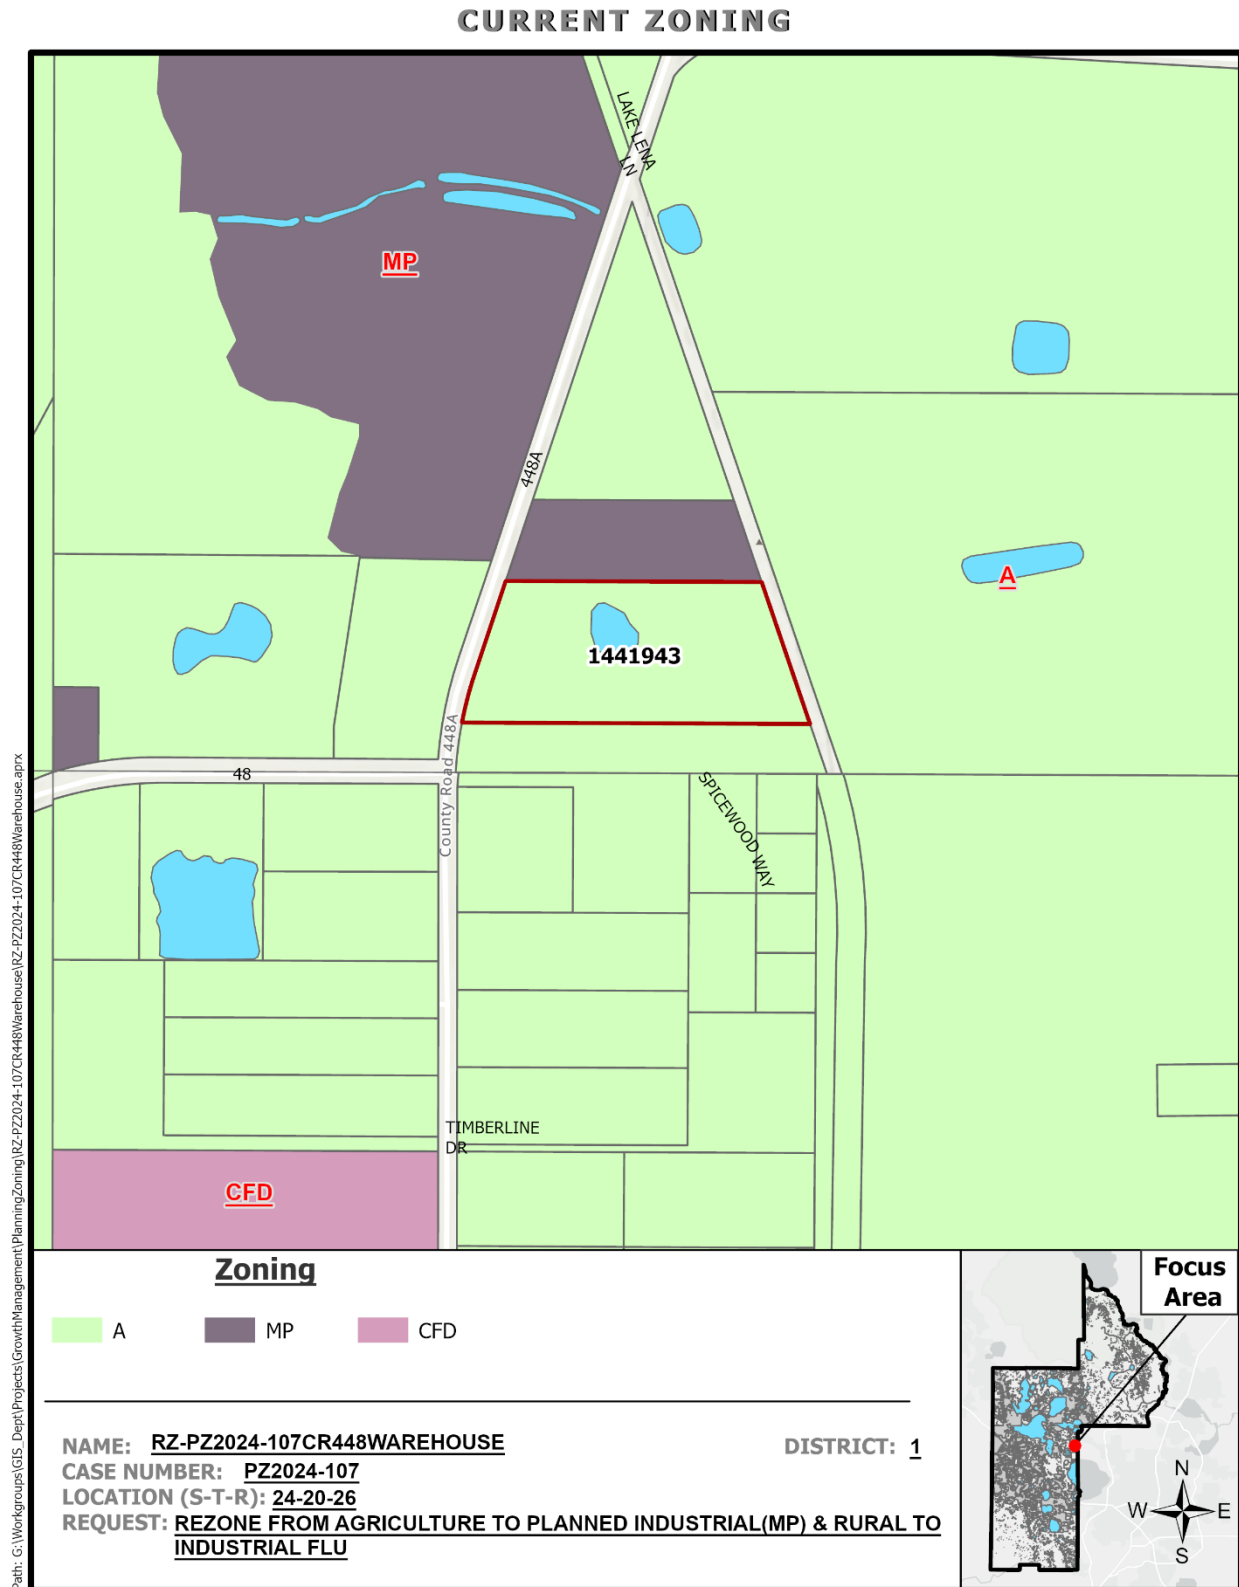 CURRENT ZONING
LAKE LENA
LN
MP
448A
A
1441943
County Road 448A
48
SPICEWOOD WAY
TIMBERLINE
DR
CFD
Path: G:\Workgroups\GIS_Dept\Projects\GrowthManagement\PlanningZoning\RZ-PZ2024-107CR448Warehouse\RZ-PZ2024-107CR448Warehouse.aprx
Zoning
A
MP
CFD
Focus
Area
NAME: RZ-PZ2024-107CR448WAREHOUSE
DISTRICT: 1
CASE NUMBER: PZ2024-107
LOCATION (S-T-R): 24-20-26
REQUEST: REZONE FROM AGRICULTURE TO PLANNED INDUSTRIAL(MP) & RURAL TO
INDUSTRIAL FLU
N
W E
S